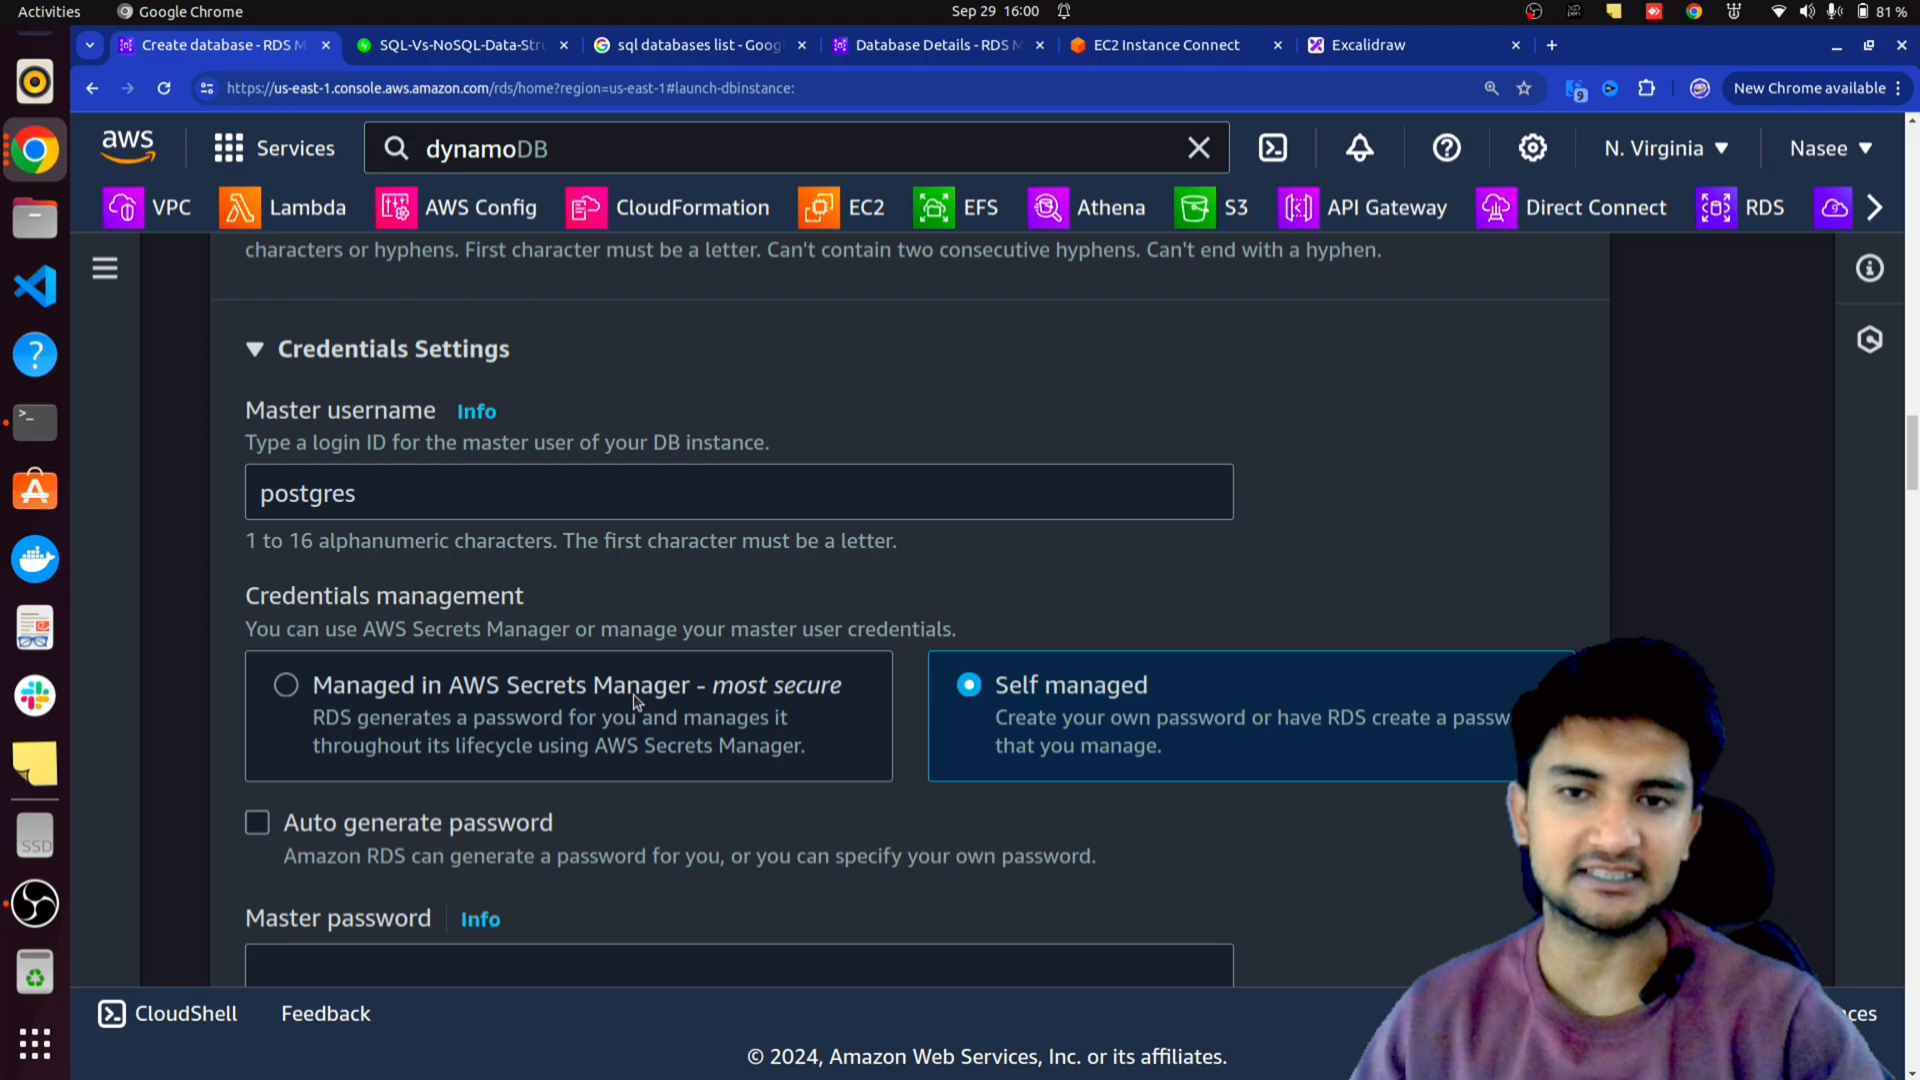 Activities
Google Chrome
Sep 29 16:00
81 %
Create database - RDS M
SQL-Vs-NoSQL-Data-Stru
sql databases list - Goog
Database Details - RDS M
EC2 Instance Connect
Excalidraw
https://us-east-1.console.aws.amazon.com/rds/home?region=us-east-1#launch-dbinstance:
9
New Chrome available
aws
Services
dynamoDB
N. Virginia
Nasee
VPC
Lambda
AWS Config
CloudFormation
EC2
EFS
Athena
S3
API Gateway
Direct Connect
RDS
characters or hyphens. First character must be a letter. Can't contain two consecutive hyphens. Can't end with a hyphen.
Credentials Settings
Master username Info
Type a login ID for the master user of your DB instance.
postgres
1 to 16 alphanumeric characters. The first character must be a letter.
Credentials management
You can use AWS Secrets Manager or manage your master user credentials.
Managed in AWS Secrets Manager - most secure
RDS generates a password for you and manages it
throughout its lifecycle using AWS Secrets Manager.
Self managed
Create your own password or have RDS create a passw
that you manage.
Auto generate password
Amazon RDS can generate a password for you, or you can specify your own password.
Master password Info
SSD
CloudShell
Feedback
ces
© 2024, Amazon Web Services, Inc. or its affiliates.